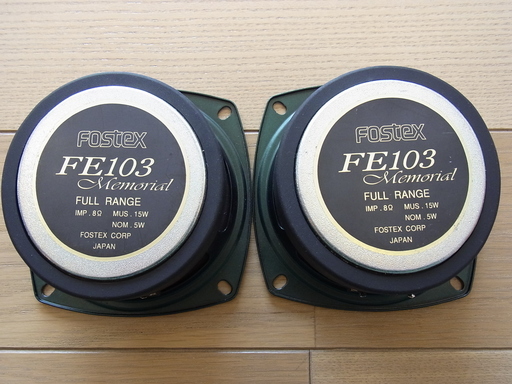 FOSTEX
FE103
Memorial
FULL RANGE
IMP. 8Ω MUS. 15W
NOM. 5W
FOSTEX CORP
JAPAN
FOSTEX
FE103
Memorial
FULL RANGE
IMP. 8Ω MUS. 15W
NOM. 5W
FOSTEX CORP
JAPAN